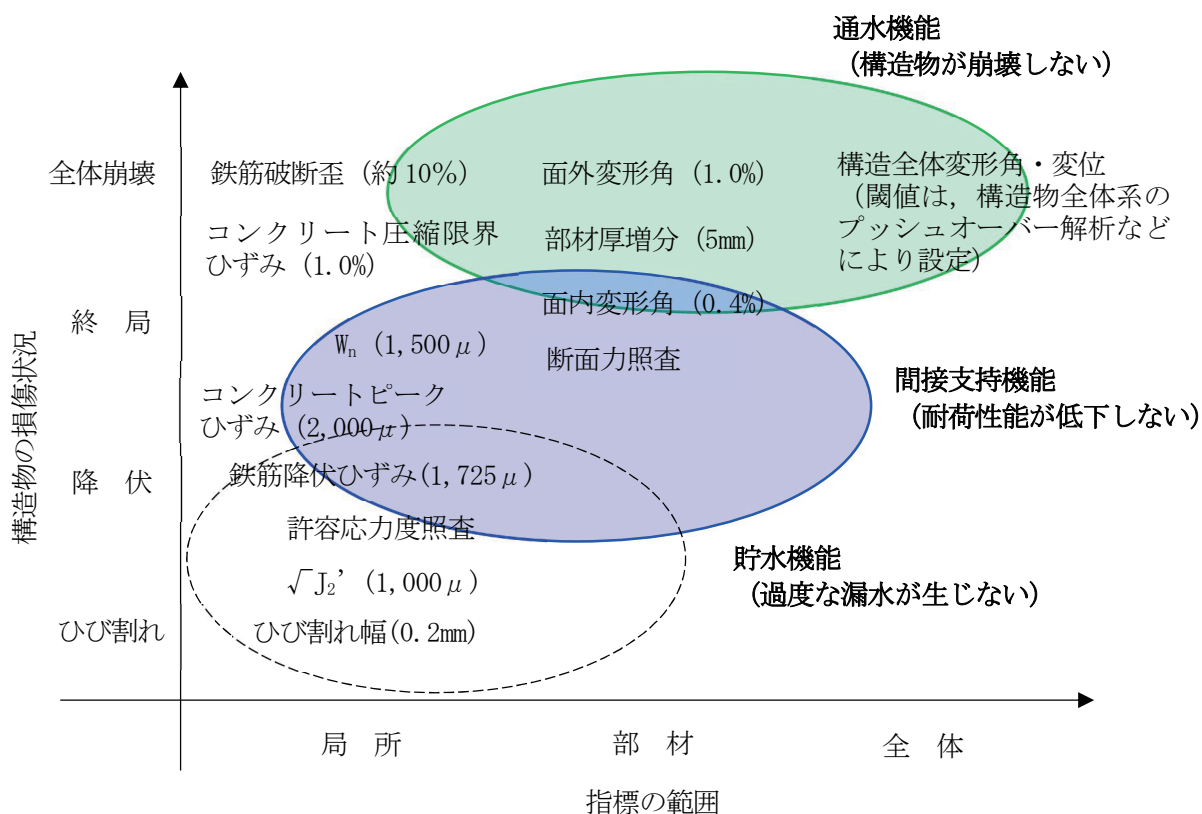 通水機能
(構造物が崩壊しない)
全体崩壊
鉄筋破断歪(約10%)
面外変形角(1.0%)
構造全体変形角・変位
(閾値は,構造物全体系の
プッシュオーバー解析など
により設定)
コンクリート圧縮限界
ひずみ(1.0%)
部材厚増分(5mm)
終 局
面内変形角(0.4%)
Wn(1,500μ)
断面力照査
間接支持機能
(耐荷性能が低下しない)
コンクリートピーク
ひずみ(2,000μ)
降 伏
鉄筋降伏ひずみ(1,725μ)
許容応力度照査
貯水機能
(過度な漏水が生じない)
√J₂’(1,000μ)
ひび割れ
ひび割れ幅(0.2mm)
構造物の損傷状況
局 所
部 材
全 体
指標の範囲